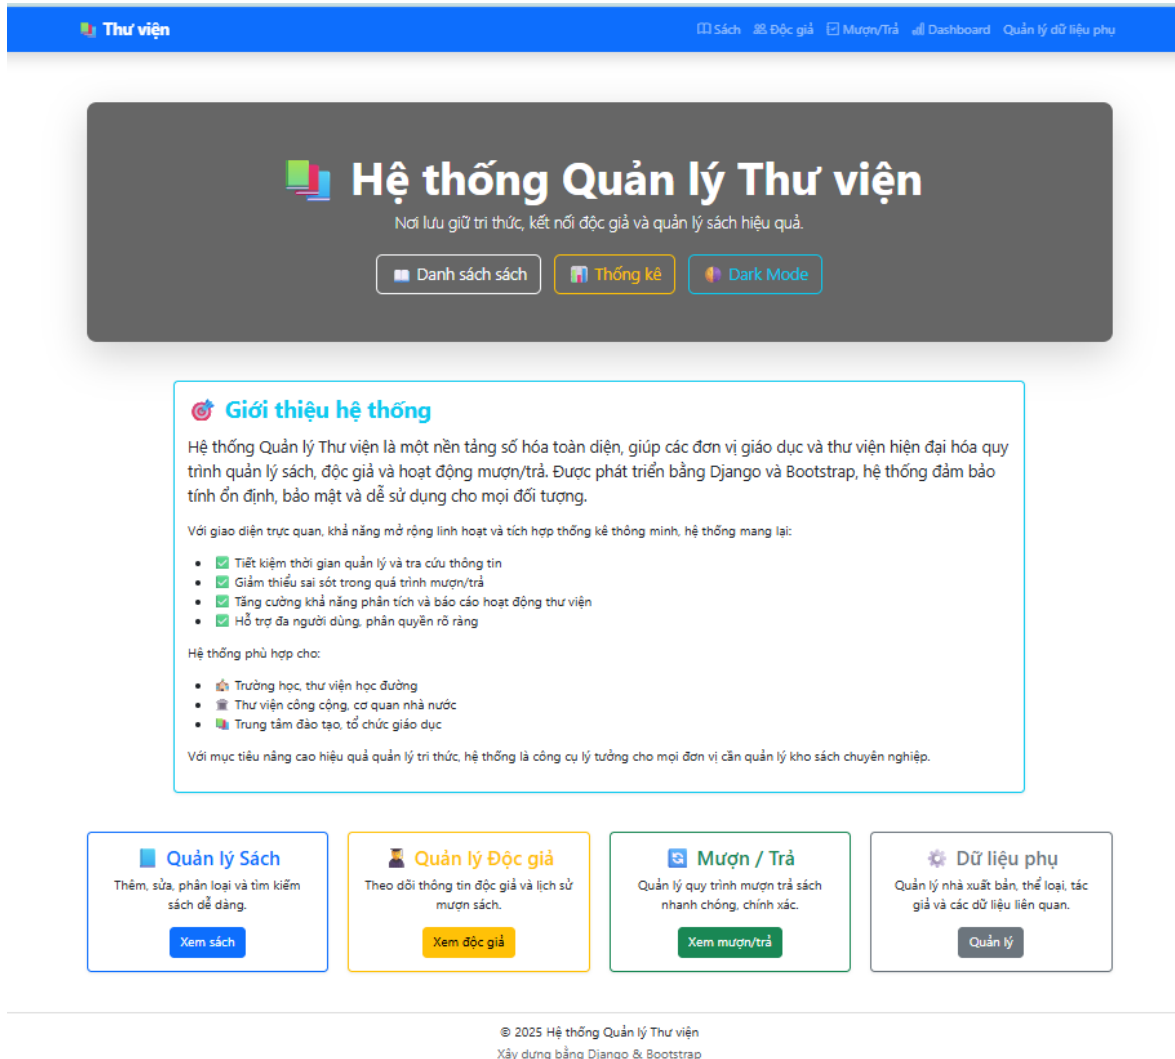 Thư viện
Sách Độc giả Mượn/Trả Dashboard Quản lý dữ liệu phụ
Hệ thống Quản lý Thư viện
Nơi lưu giữ tri thức, kết nối độc giả và quản lý sách hiệu quả.
Danh sách sách Thống kê Dark Mode
Giới thiệu hệ thống
Hệ thống Quản lý Thư viện là một nền tảng số hóa toàn diện, giúp các đơn vị giáo dục và thư viện hiện đại hóa quy
trình quản lý sách, độc giả và hoạt động mượn/trả. Được phát triển bằng Django và Bootstrap, hệ thống đảm bảo
tính ổn định, bảo mật và dễ sử dụng cho mọi đối tượng.
Với giao diện trực quan, khả năng mở rộng linh hoạt và tích hợp thống kê thông minh, hệ thống mang lại:
• ✅ Tiết kiệm thời gian quản lý và tra cứu thông tin
• ✅ Giảm thiểu sai sót trong quá trình mượn/trả
• ✅ Tăng cường khả năng phân tích và báo cáo hoạt động thư viện
• ✅ Hỗ trợ đa người dùng, phân quyền rõ ràng
Hệ thống phù hợp cho:
• Trường học, thư viện học đường
• Thư viện công cộng, cơ quan nhà nước
• Trung tâm đào tạo, tổ chức giáo dục
Với mục tiêu nâng cao hiệu quả quản lý tri thức, hệ thống là công cụ lý tưởng cho mọi đơn vị cần quản lý kho sách chuyên nghiệp.
Quản lý Sách
Thêm, sửa, phân loại và tìm kiếm
sách dễ dàng.
Xem sách
Quản lý Độc giả
Theo dõi thông tin độc giả và lịch sử
mượn sách.
Xem độc giả
Mượn / Trả
Quản lý quy trình mượn trả sách
nhanh chóng, chính xác.
Xem mượn/trả
Dữ liệu phụ
Quản lý nhà xuất bản, thể loại, tác
giả và các dữ liệu liên quan.
Quản lý
© 2025 Hệ thống Quản lý Thư viện
Xây dựng bằng Django & Bootstrap